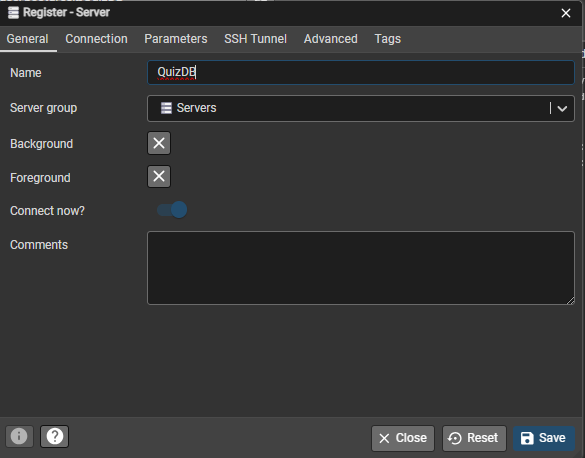 Register - Server
General Connection Parameters SSH Tunnel Advanced Tags
Name QuizDB
Server group Servers
Background
Foreground
Connect now?
Comments
Close Reset Save